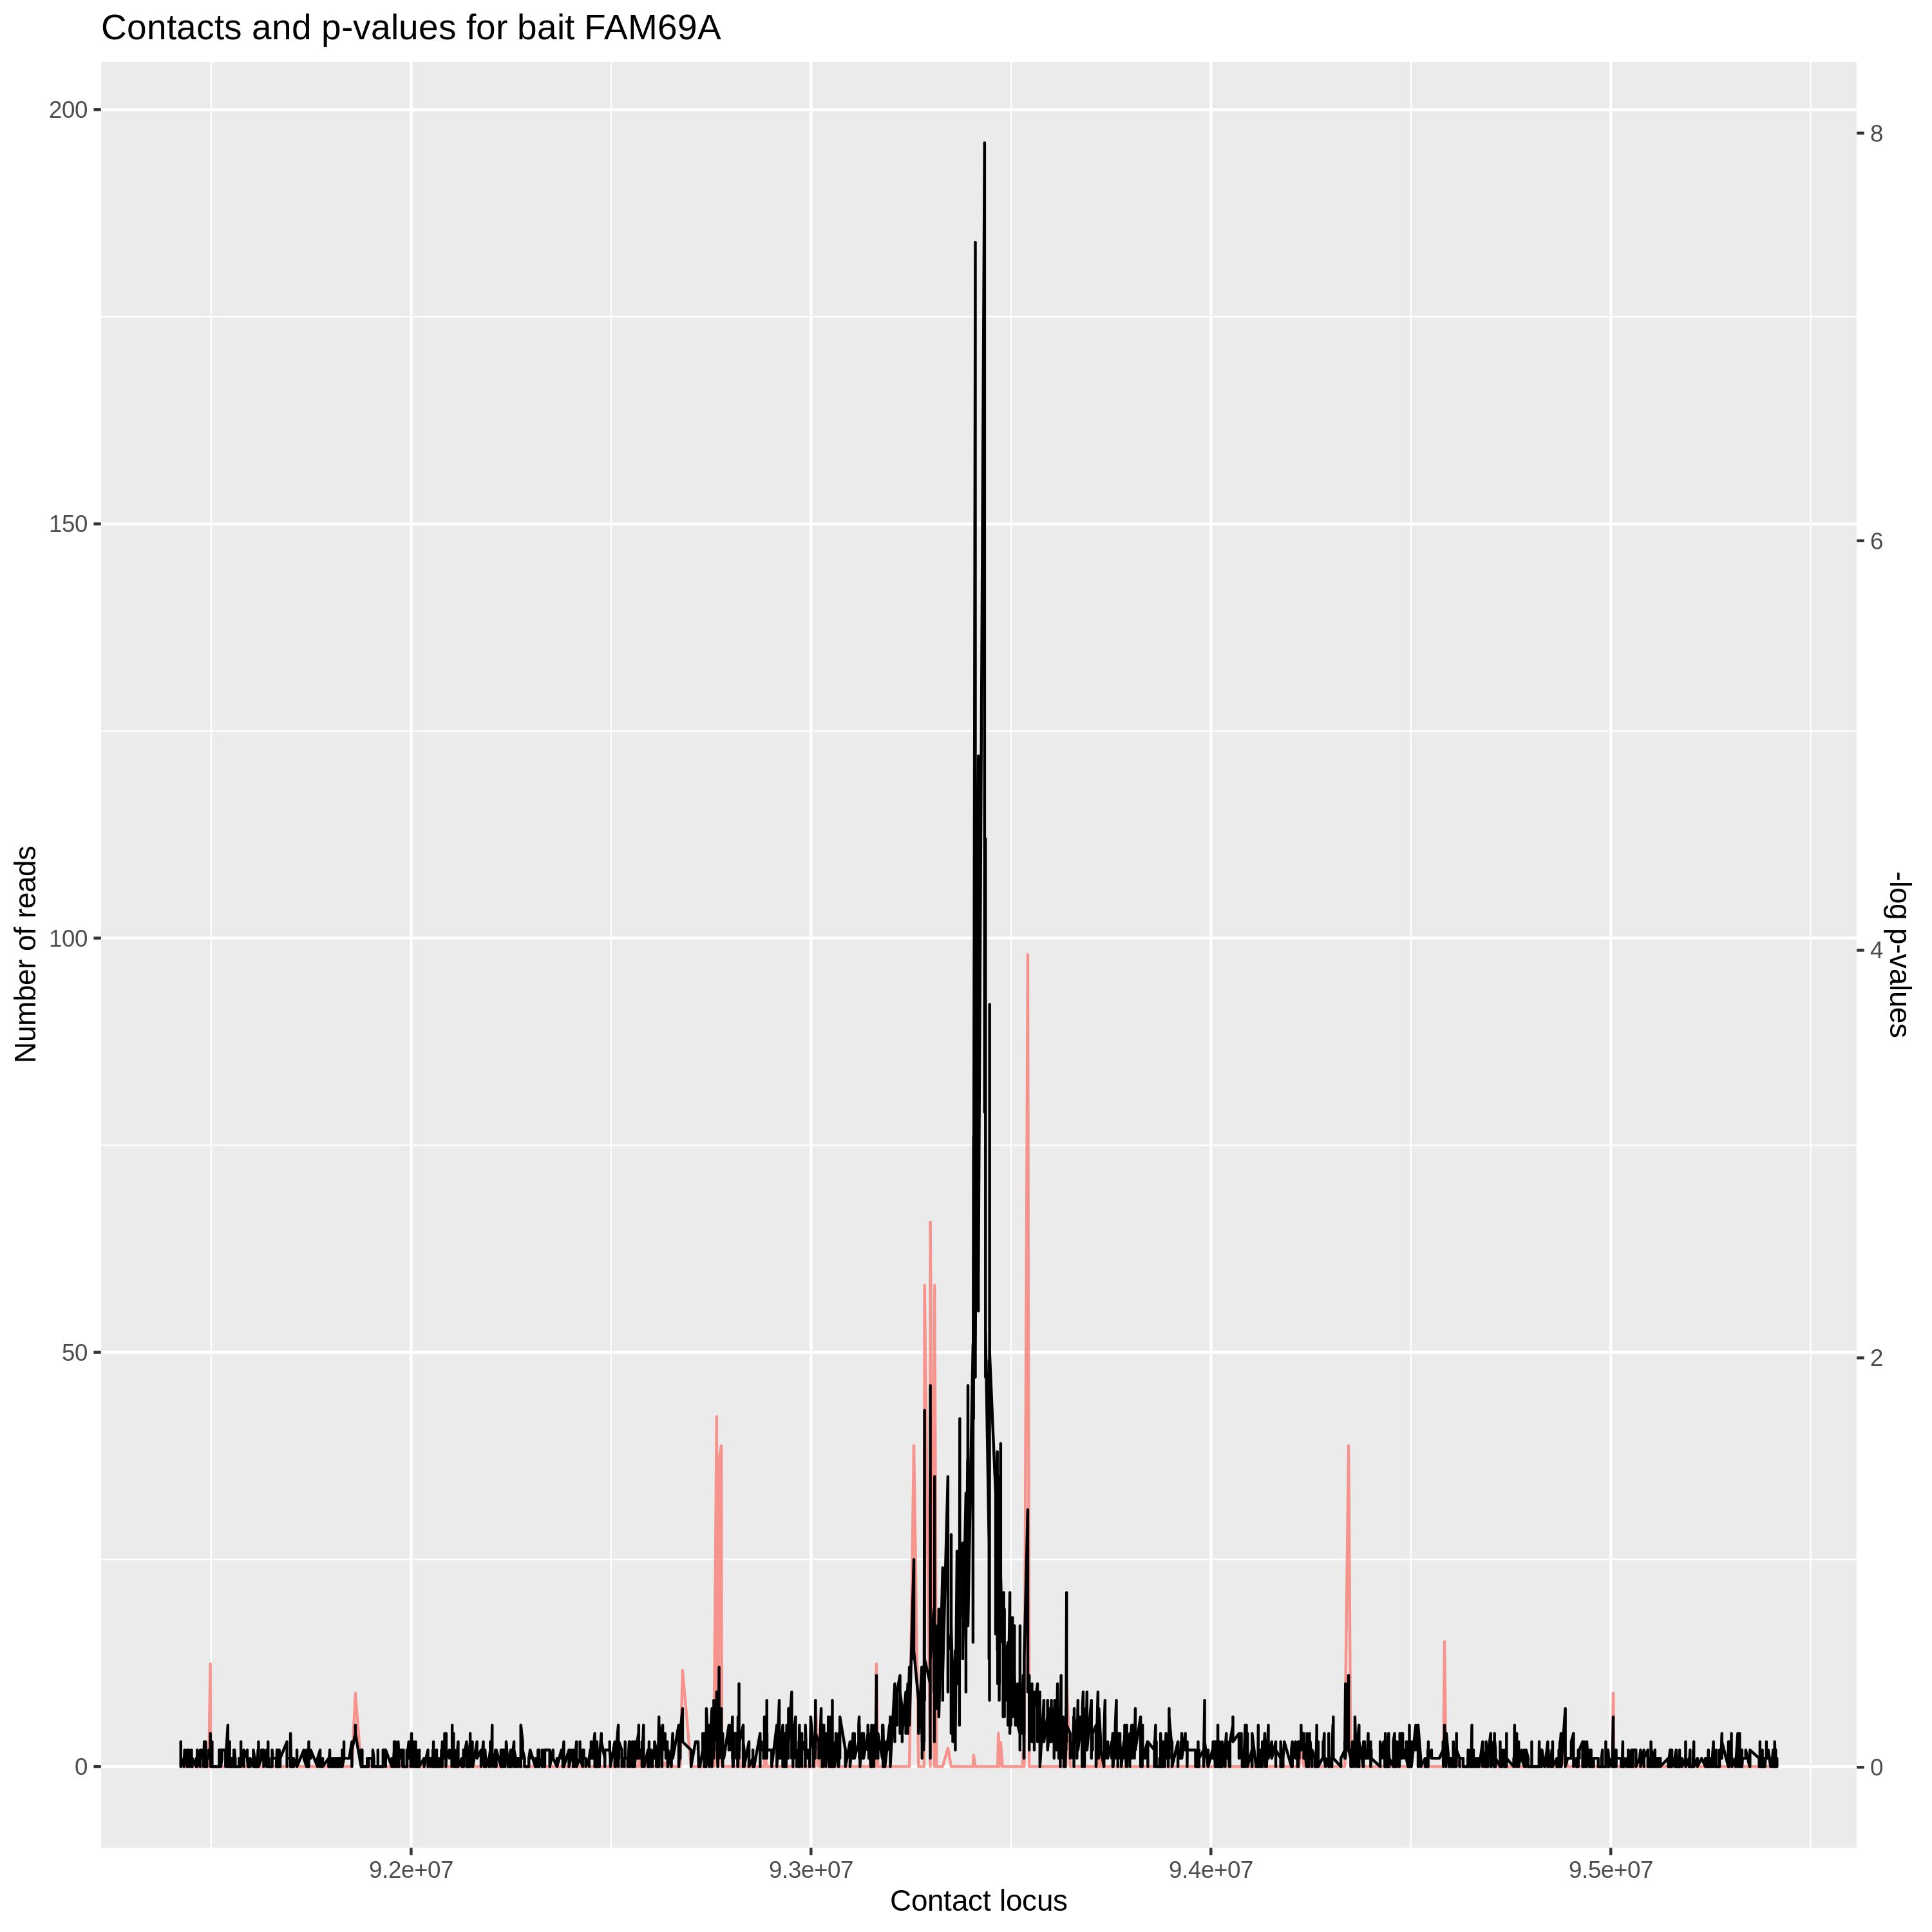 Contacts and p-values for bait FAM69A
200
150
100
50
0
Number of reads
8
6
4
2
0
-log p-values
9.2e+07
9.3e+07
9.4e+07
9.5e+07
Contact locus